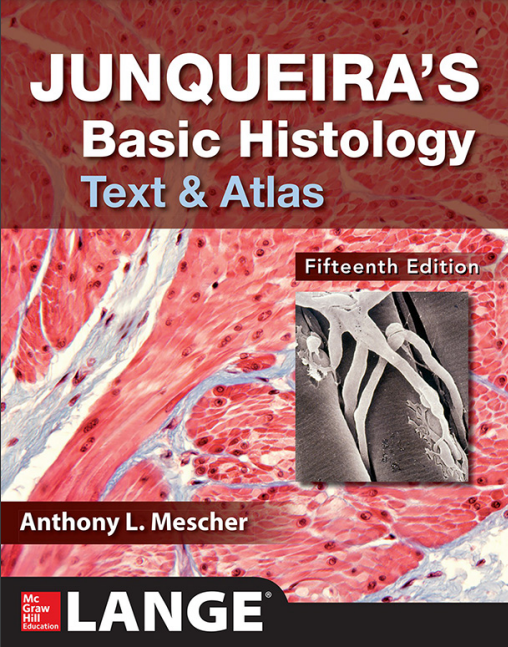 JUNQUEIRA'S
Basic Histology
Text & Atlas
Fifteenth Edition
Anthony L. Mescher
Mc
Graw
Hill
Education
LANGE®